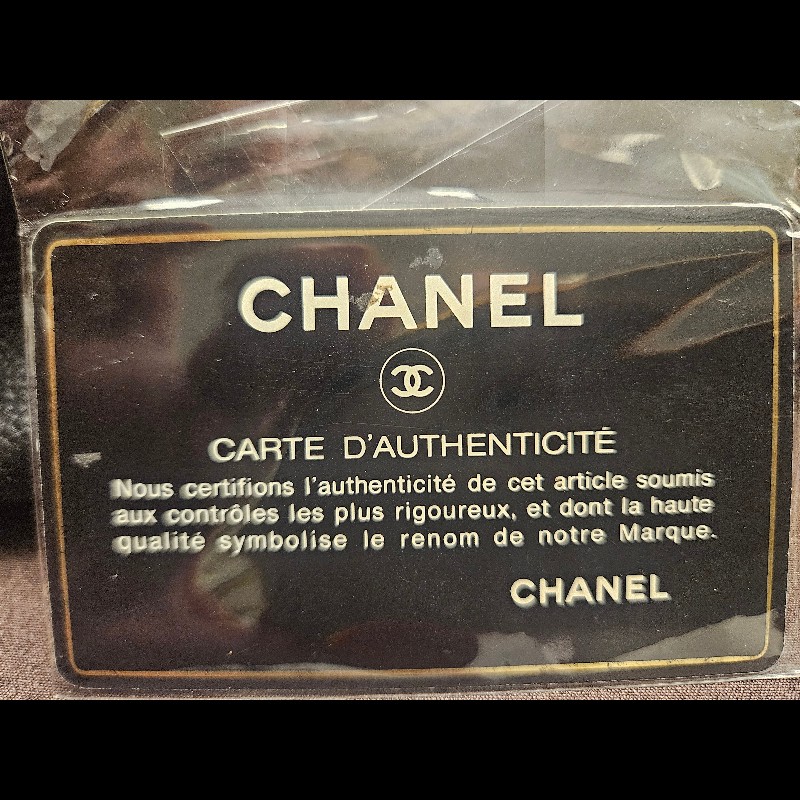 CHANEL
CARTE D'AUTHENTICITÉ
Nous certifions l'authenticité de cet article soumis
aux contrôles les plus rigoureux, et dont la haute
qualité symbolise le renom de notre Marque.
CHANEL